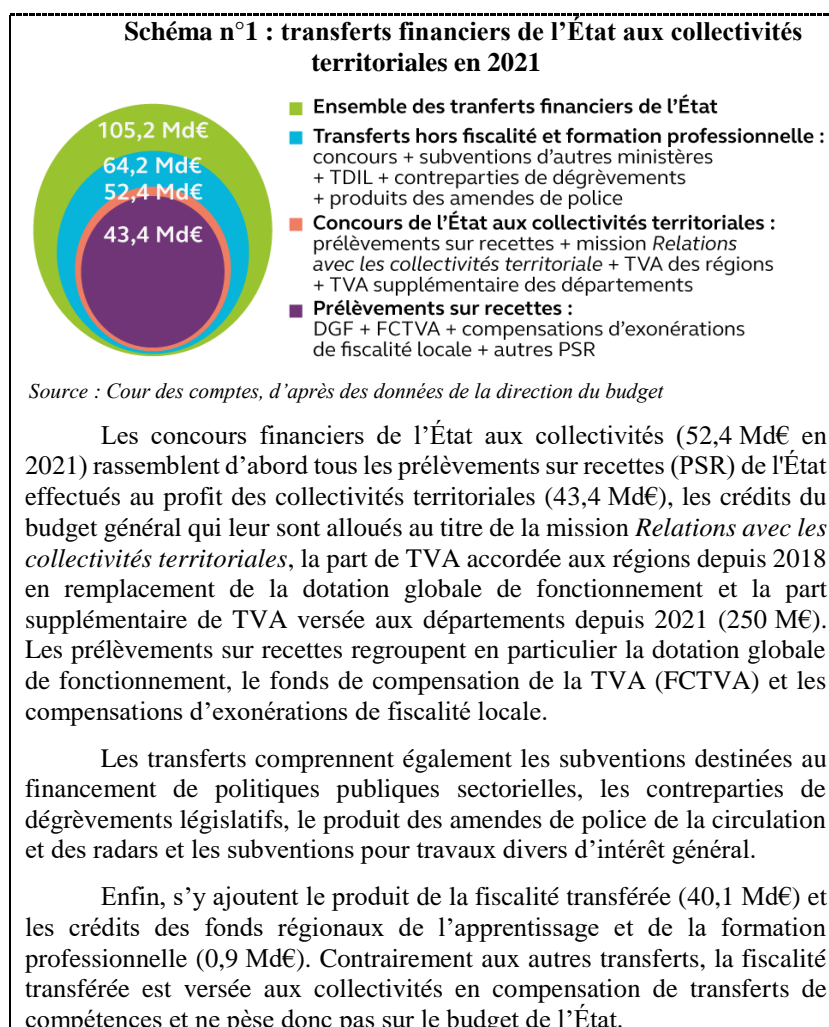 Schéma n°1 : transferts financiers de l’État aux collectivités
territoriales en 2021
105,2 Md€
64,2 Md€
52,4 Md€
43,4 Md€
Ensemble des tranferts financiers de l’État
Transferts hors fiscalité et formation professionnelle :
concours + subventions d’autres ministères
+ TDIL + contreparties de dégrèvements
+ produits des amendes de police
Concours de l’État aux collectivités territoriales :
prélèvements sur recettes + mission Relations
avec les collectivités territoriale + TVA des régions
+ TVA supplémentaire des départements
Prélèvements sur recettes :
DGF + FCTVA + compensations d’exonérations
de fiscalité locale + autres PSR
Source : Cour des comptes, d’après des données de la direction du budget
Les concours financiers de l’État aux collectivités (52,4 Md€ en
2021) rassemblent d’abord tous les prélèvements sur recettes (PSR) de l'État
effectués au profit des collectivités territoriales (43,4 Md€), les crédits du
budget général qui leur sont alloués au titre de la mission Relations avec les
collectivités territoriales, la part de TVA accordée aux régions depuis 2018
en remplacement de la dotation globale de fonctionnement et la part
supplémentaire de TVA versée aux départements depuis 2021 (250 M€).
Les prélèvements sur recettes regroupent en particulier la dotation globale
de fonctionnement, le fonds de compensation de la TVA (FCTVA) et les
compensations d’exonérations de fiscalité locale.
Les transferts comprennent également les subventions destinées au
financement de politiques publiques sectorielles, les contreparties de
dégrèvements législatifs, le produit des amendes de police de la circulation
et des radars et les subventions pour travaux divers d’intérêt général.
Enfin, s’y ajoutent le produit de la fiscalité transférée (40,1 Md€) et
les crédits des fonds régionaux de l’apprentissage et de la formation
professionnelle (0,9 Md€). Contrairement aux autres transferts, la fiscalité
transférée est versée aux collectivités en compensation de transferts de
compétences et ne pèse donc pas sur le budget de l’État.